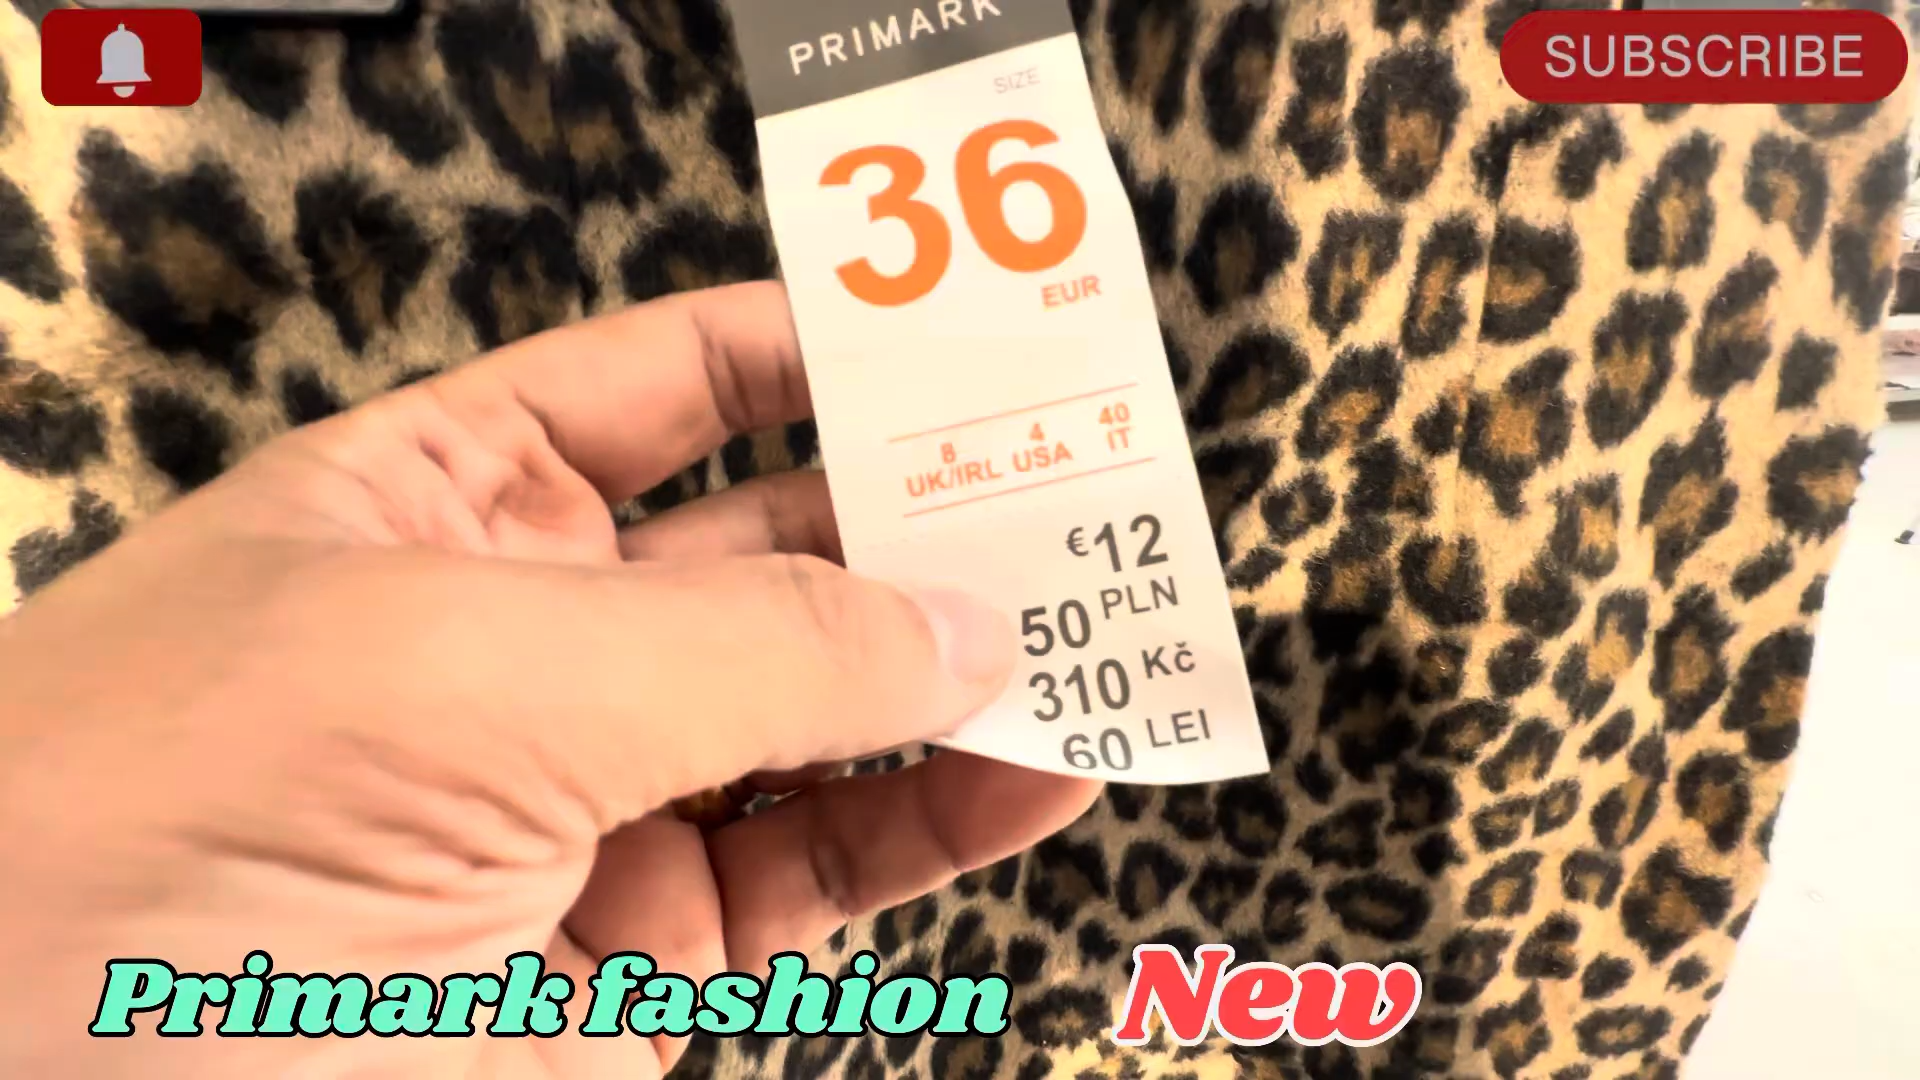 SUBSCRIBE
PRIMARK
SIZE
36
EUR
8 4 40
UK/IRL USA IT
€12
50 PLN
310 Kč
60 LEI
Primark fashion New